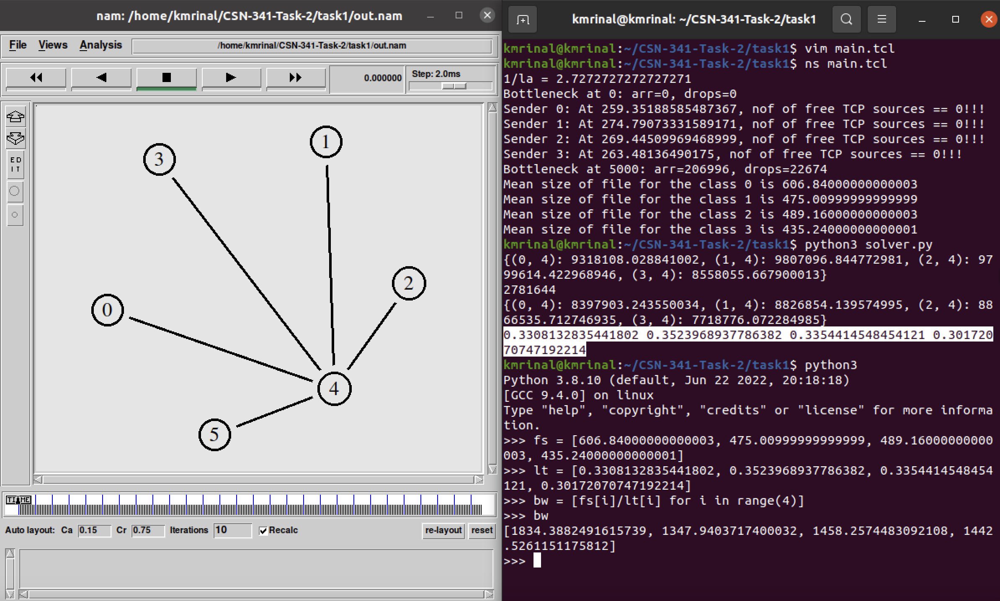 nam: /home/kmrinal/CSN-341-Task-2/task1/out.nam
File Views Analysis /home/kmrinal/CSN-341-Task-2/task1/out.nam
0.000000 Step: 2.0ms
ED
IT
1
3
2
0
4
5
TIME
Auto layout: Ca 0.15 Cr 0.75 Iterations 10 Recalc re-layout reset
kmrinal@kmrinal: ~/CSN-341-Task-2/task1
kmrinal@kmrinal:~/CSN-341-Task-2/task1$ vim main.tcl
kmrinal@kmrinal:~/CSN-341-Task-2/task1$ ns main.tcl
1/la = 2.7272727272727271
Bottleneck at 0: arr=0, drops=0
Sender 0: At 259.35188585487367, nof of free TCP sources == 0!!!
Sender 1: At 274.79073331589171, nof of free TCP sources == 0!!!
Sender 2: At 269.44509969468999, nof of free TCP sources == 0!!!
Sender 3: At 263.48136490175, nof of free TCP sources == 0!!!
Bottleneck at 5000: arr=206996, drops=22674
Mean size of file for the class 0 is 606.84000000000003
Mean size of file for the class 1 is 475.00999999999999
Mean size of file for the class 2 is 489.16000000000003
Mean size of file for the class 3 is 435.24000000000001
kmrinal@kmrinal:~/CSN-341-Task-2/task1$ python3 solver.py
{(0, 4): 9318108.028841002, (1, 4): 9807096.844772981, (2, 4): 97
99614.422968946, (3, 4): 8558055.667900013}
2781644
{(0, 4): 8397903.243550034, (1, 4): 8826854.139574995, (2, 4): 88
66535.712746935, (3, 4): 7718776.072284985}
0.3308132835441802 0.3523968937786382 0.3354414548454121 0.301720
70747192214
kmrinal@kmrinal:~/CSN-341-Task-2/task1$ python3
Python 3.8.10 (default, Jun 22 2022, 20:18:18)
[GCC 9.4.0] on linux
Type "help", "copyright", "credits" or "license" for more informa
tion.
>>> fs = [606.84000000000003, 475.00999999999999, 489.16000000000
003, 435.24000000000001]
>>> lt = [0.3308132835441802, 0.3523968937786382, 0.3354414548454
121, 0.30172070747192214]
>>> bw = [fs[i]/lt[i] for i in range(4)]
>>> bw
[1834.3882491615739, 1347.9403717400032, 1458.2574483092108, 1442
.5261151175812]
>>>